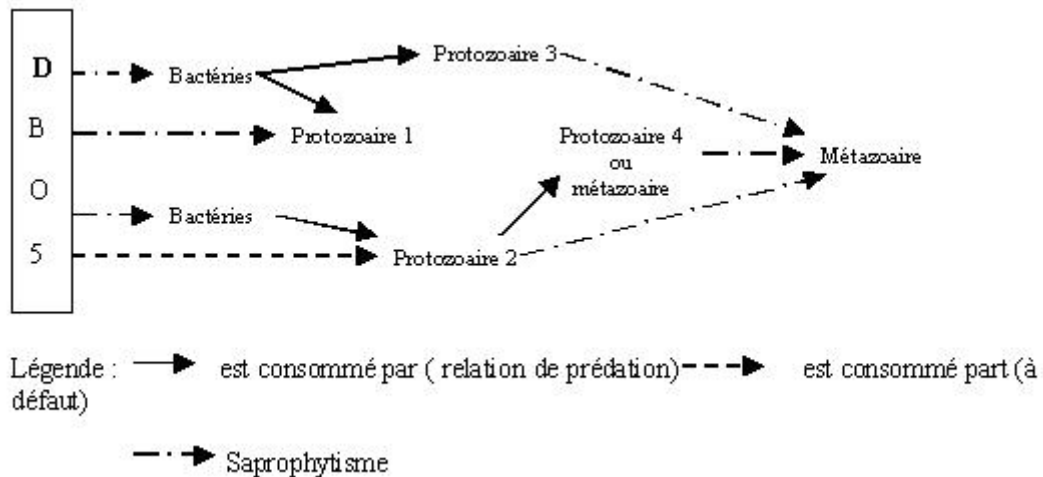 D
B
O
5
Bactéries
Protozoaire 3
Protozoaire 1
Protozoaire 4
ou
métazoaire
Métazoaire
Bactéries
Protozoaire 2
Légende : est consommé par ( relation de prédation) est consommé part (à
défaut)
Saprophytisme